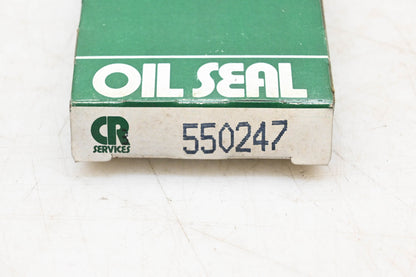 OIL SEAL
CR
SERVICES
550247